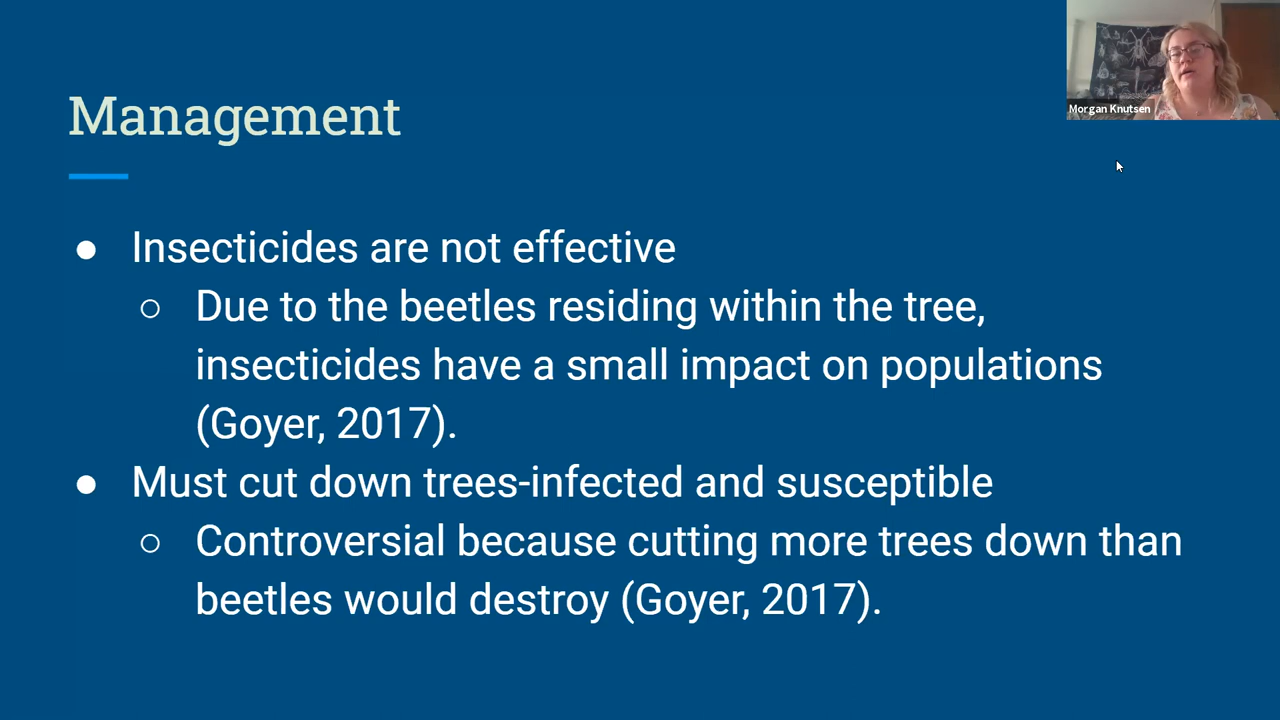 Management
Morgan Knutsen
● Insecticides are not effective
○ Due to the beetles residing within the tree,
insecticides have a small impact on populations
(Goyer, 2017).
● Must cut down trees-infected and susceptible
○ Controversial because cutting more trees down than
beetles would destroy (Goyer, 2017).